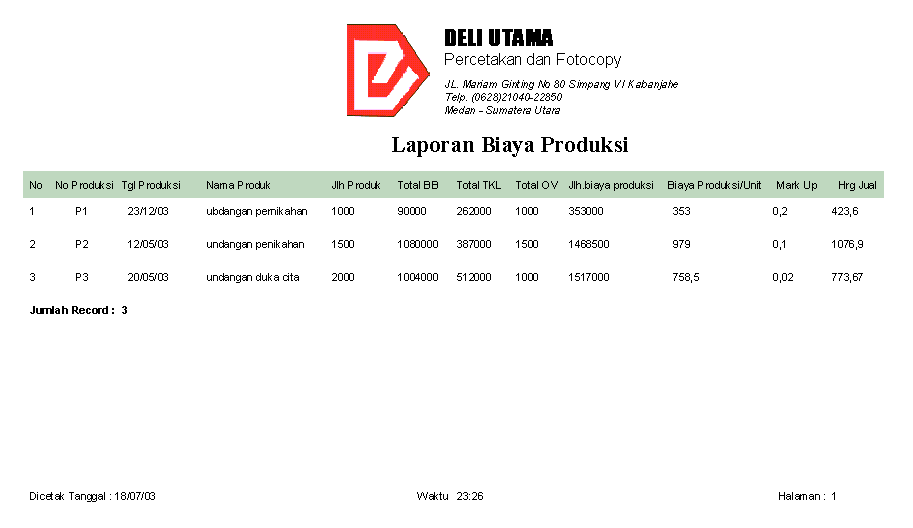 DELI UTAMA
Percetakan dan Fotocopy
JL. Mariam Ginting No 80 Simpang VI Kabanjahe
Telp. (0628)21040-22850
Medan - Sumatera Utara
Laporan Biaya Produksi
No No Produksi Tgl Produksi Nama Produk Jlh Produk Total BB Total TKL Total OV Jlh.biaya produksi Biaya Produksi/Unit Mark Up Hrg Jual
1 P1 23/12/03 ubdangan pernikahan 1000 90000 262000 1000 353000 353 0,2 423,6
2 P2 12/05/03 undangan penikahan 1500 1080000 387000 1500 1468500 979 0,1 1076,9
3 P3 20/05/03 undangan duka cita 2000 1004000 512000 1000 1517000 758,5 0,02 773,67
Jumlah Record : 3
Dicetak Tanggal : 18/07/03 Waktu 23:26 Halaman : 1